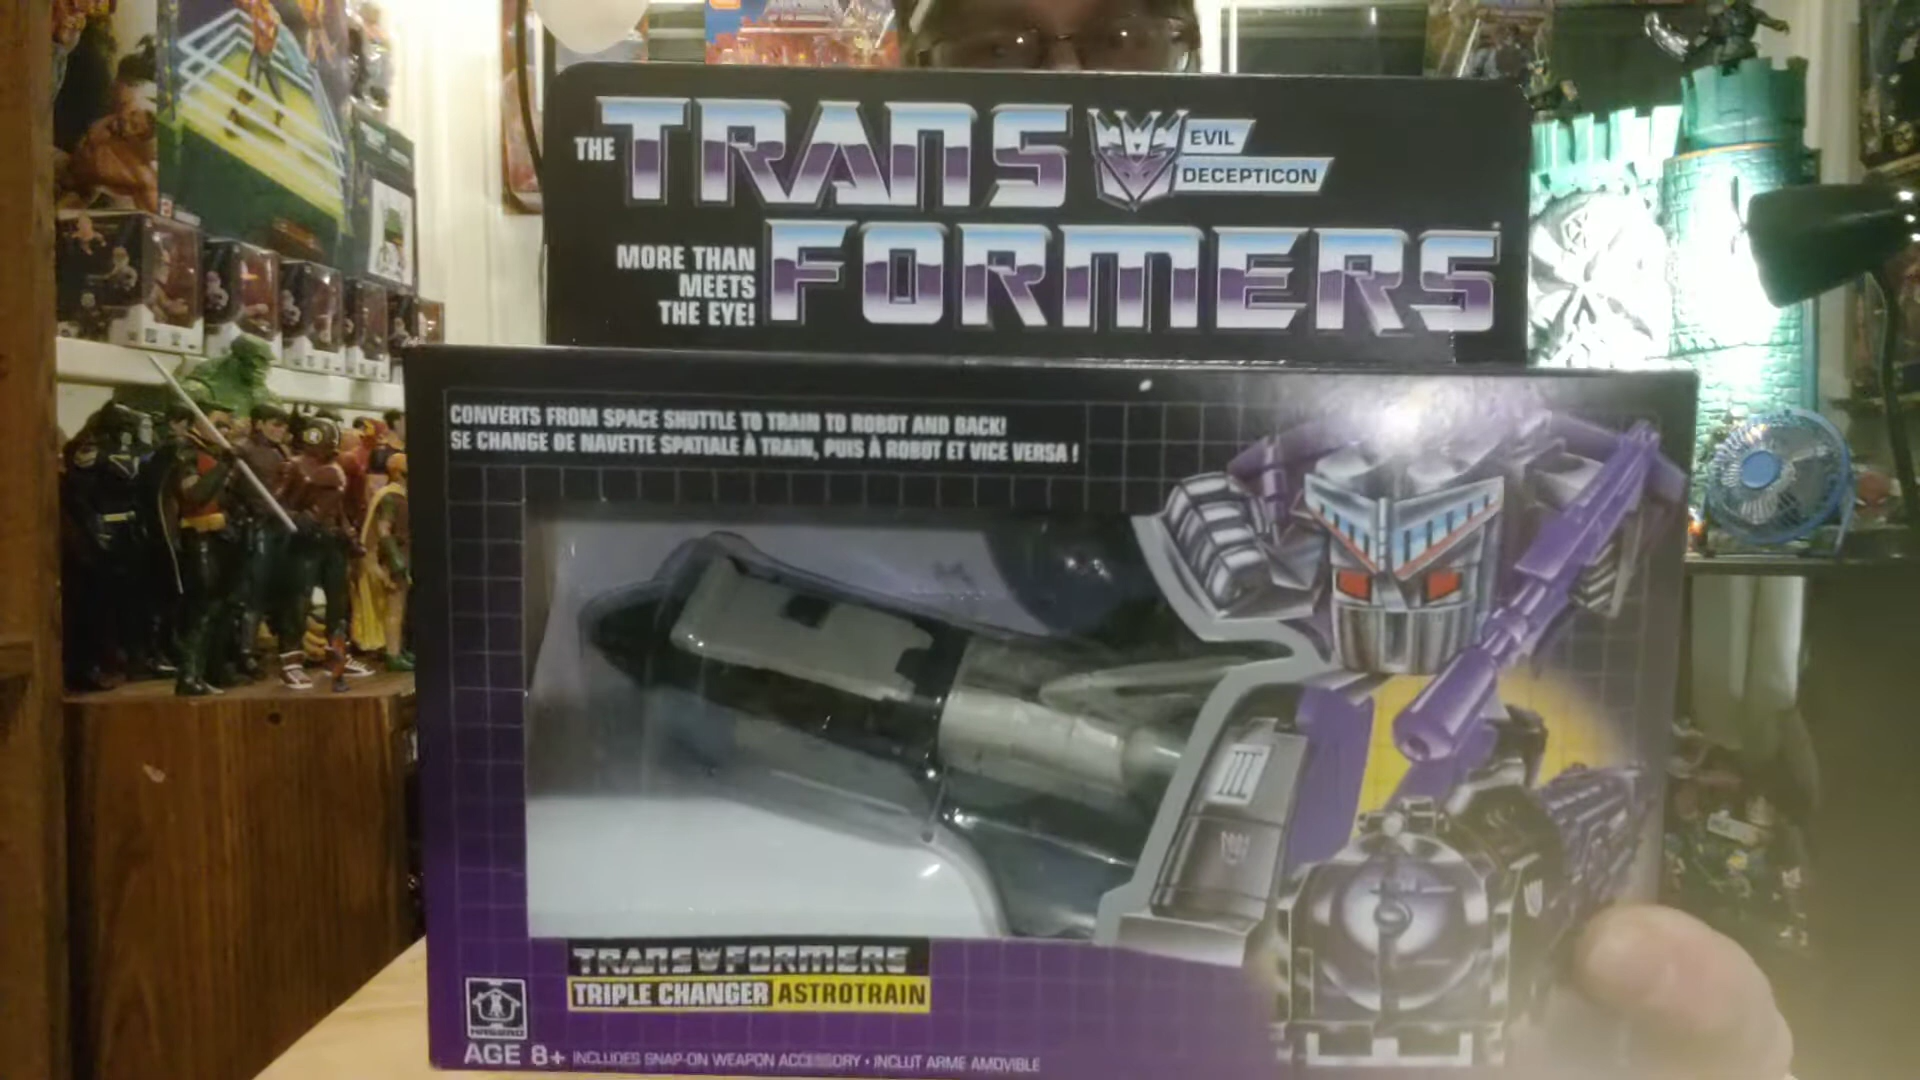 THE TRANS
EVIL
DECEPTICON
MORE THAN
MEETS
THE EYE!
FORMERS
CONVERTS FROM SPACE SHUTTLE TO TRAIN TO ROBOT AND BACK!
SE CHANGE DE NAVETTE SPATIALE À TRAIN, PUIS À ROBOT ET VICE VERSA !
III
TRANSFORMERS
TRIPLE CHANGER ASTROTRAIN
HASBRO
AGE 8+ INCLUDES SNAP-ON WEAPON ACCESSORY • INCLUT ARME AMOVIBLE